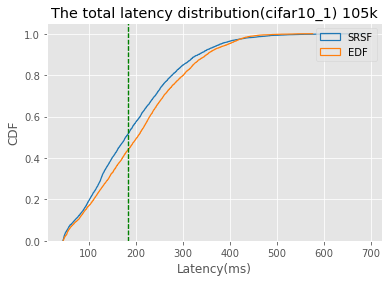 The total latency distribution(cifar10_1) 105k
1.0
0.8
0.6
0.4
0.2
0.0
CDF
SRSF
EDF
100 200 300 400 500 600 700
Latency(ms)